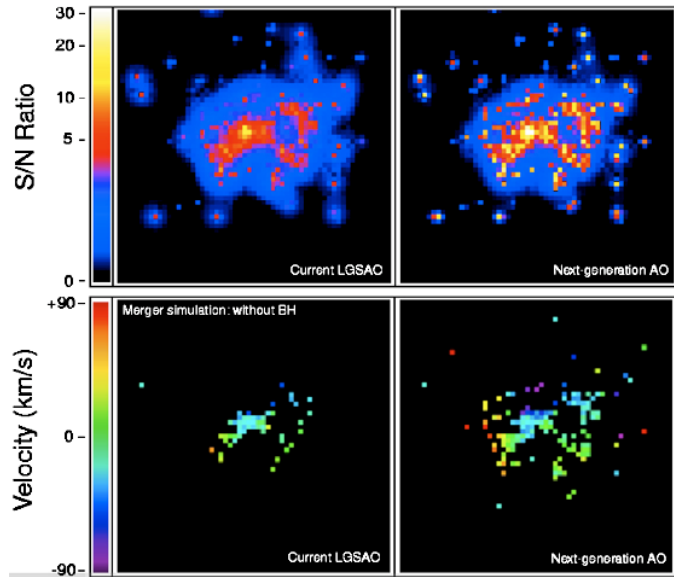 30 -
20 -
10 -
5 -
0 -
S/N Ratio
Current LGSAO
Next-generation AO
+90 -
0 -
-90 -
Velocity (km/s)
Merger simulation: without BH
Current LGSAO
Next-generation AO